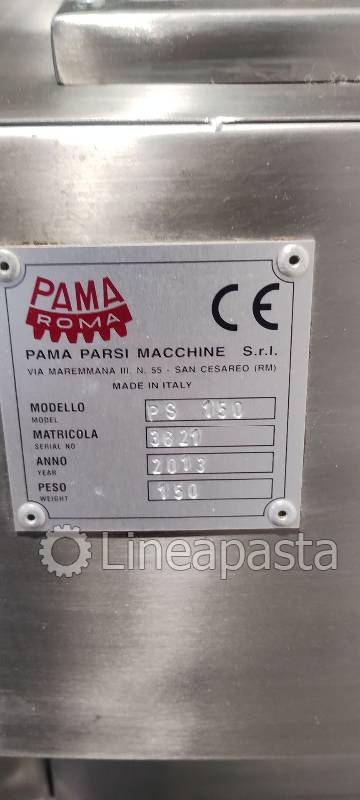 PAMA
ROMA
CE
PAMA PARSI MACCHINE S.r.l.
VIA MAREMMANA III. N. 55 - SAN CESAREO (RM)
MADE IN ITALY
MODELLO PS 150
MODEL
MATRICOLA 3621
SERIAL NO
ANNO 2013
YEAR
PESO 150
WEIGHT
Lineapasta